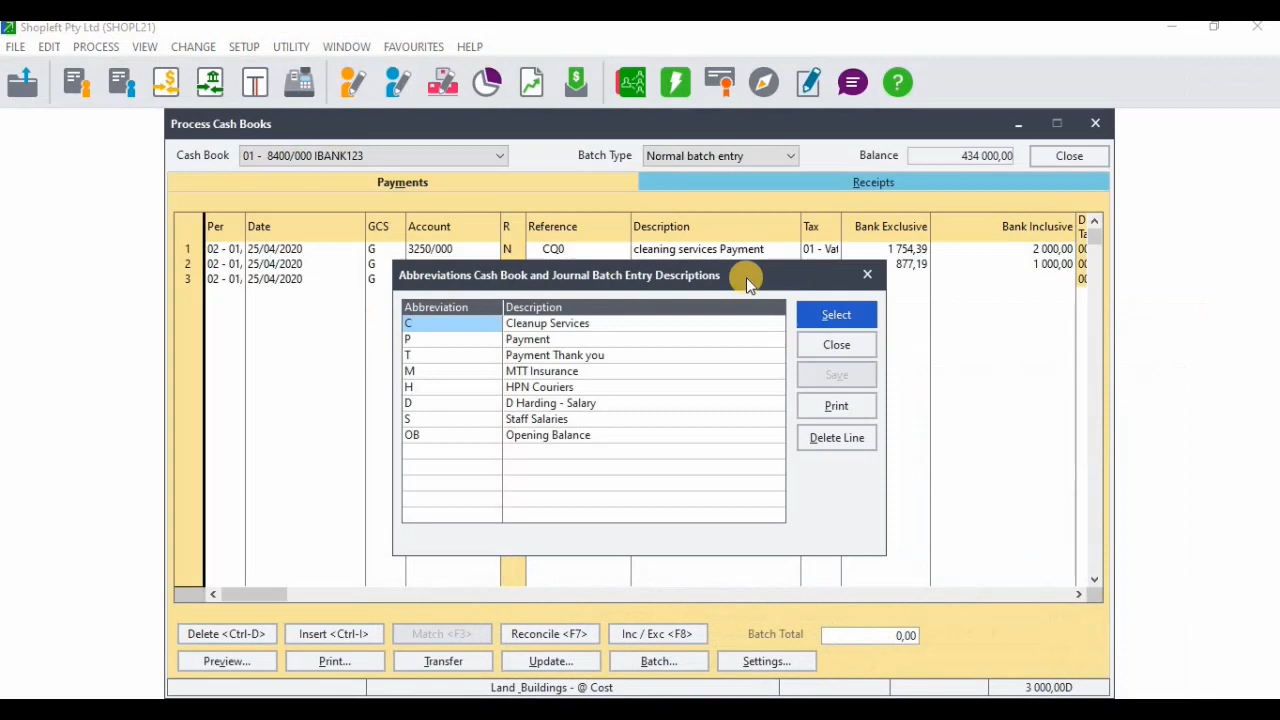 Shopleft Pty Ltd (SHOPL21)
FILE EDIT PROCESS VIEW CHANGE SETUP UTILITY WINDOW FAVOURITES HELP
Process Cash Books
Cash Book 01 - 8400/000 IBANK123 Batch Type Normal batch entry Balance 434 000,00 Close
Payments Receipts
Per Date GCS Account R Reference Description Tax Bank Exclusive Bank Inclusive
1 02 - 01, 25/04/2020 G 3250/000 N CQ0 cleaning services Payment 01 - Vat 1 754,39 2 000,00
2 02 - 01, 25/04/2020 G 877,19 1 000,00
3 02 - 01, 25/04/2020 G
Abbreviations Cash Book and Journal Batch Entry Descriptions
Abbreviation Description
C Cleanup Services
P Payment
T Payment Thank you
M MTT Insurance
H HPN Couriers
D D Harding - Salary
S Staff Salaries
OB Opening Balance
Select
Close
Save
Print
Delete Line
Delete <Ctrl-D> Insert <Ctrl-I> Match <F3> Reconcile <F7> Inc / Exc <F8> Batch Total 0,00
Preview... Print... Transfer Update... Batch... Settings...
Land _Buildings - @ Cost 3 000,00D